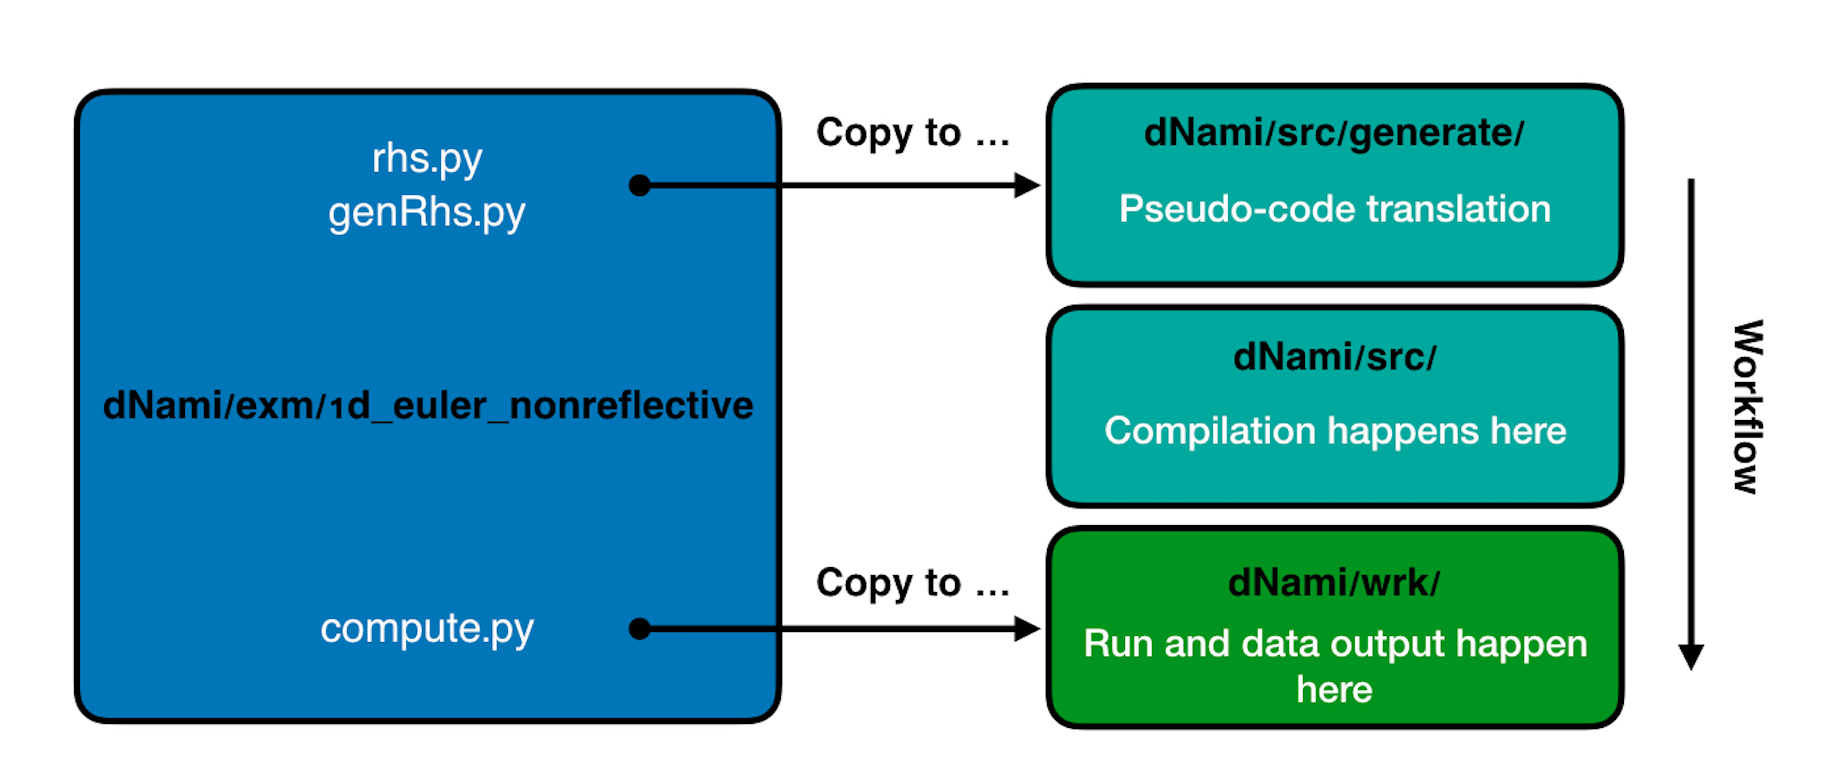 rhs.py
genRhs.py
dNami/exm/1d_euler_nonreflective
compute.py
Copy to ...
Copy to ...
dNami/src/generate/
Pseudo-code translation
dNami/src/
Compilation happens here
dNami/wrk/
Run and data output happen
here
Workflow